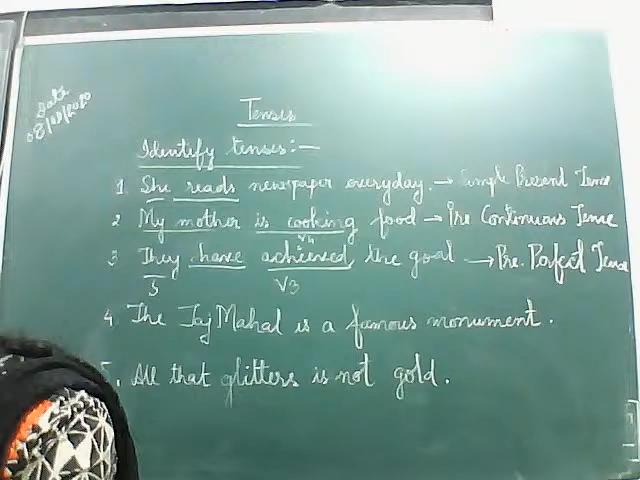 Date
08/09/2020
Tenses
Identify tenses:-
1. She reads newspaper everyday. → Simple Present Tense
2 My mother is cooking food → Pre Continuous Tense
V4
3 They have achieved the goal → Pre. Perfect Tense
S V3
4. The Taj Mahal is a famous monument.
5. All that glitters is not gold.